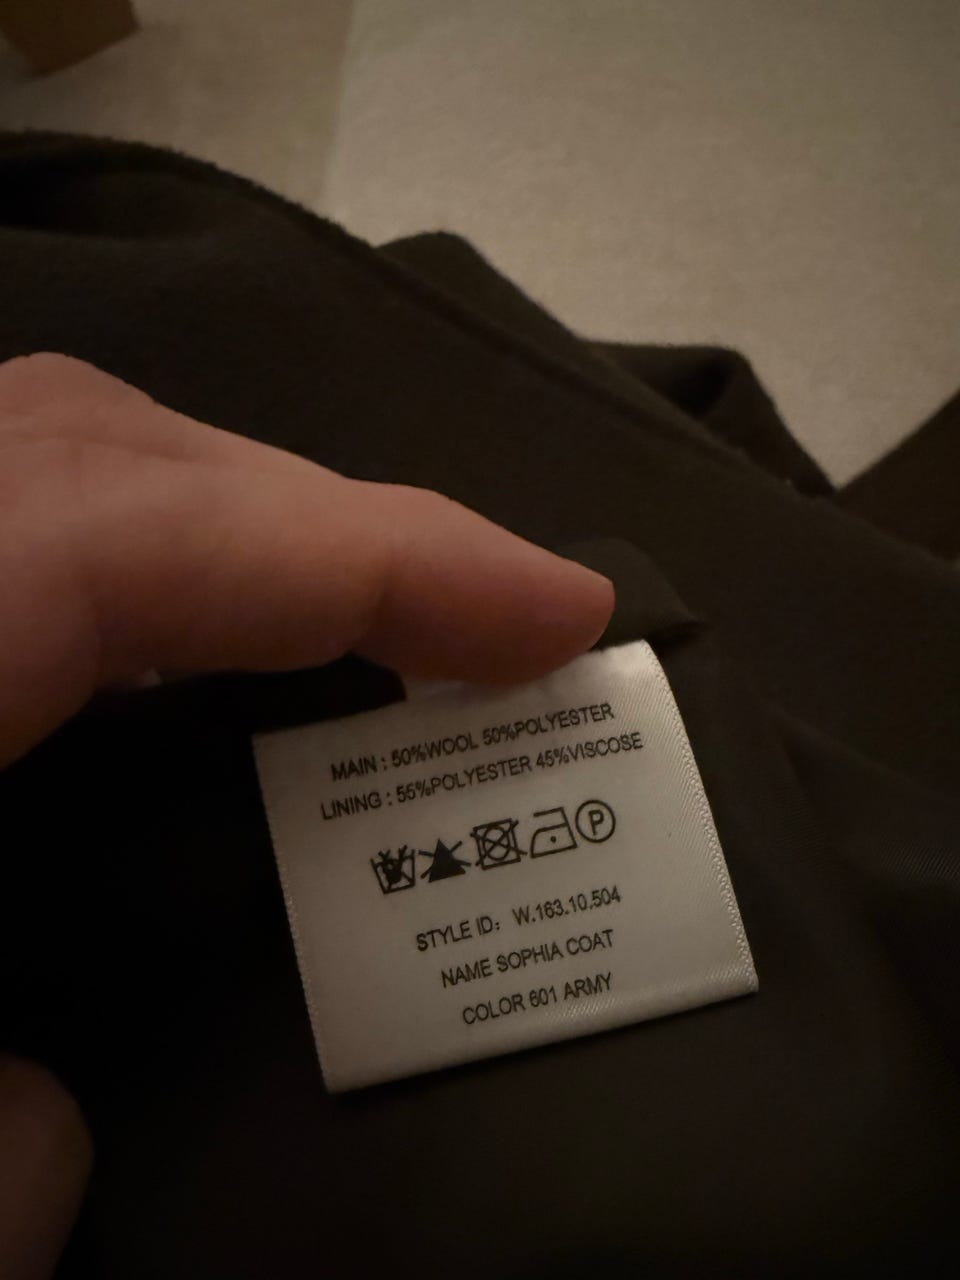 MAIN : 50%WOOL 50%POLYESTER
LINING : 55%POLYESTER 45%VISCOSE
P
STYLE ID: W.163.10.504
NAME SOPHIA COAT
COLOR 601 ARMY